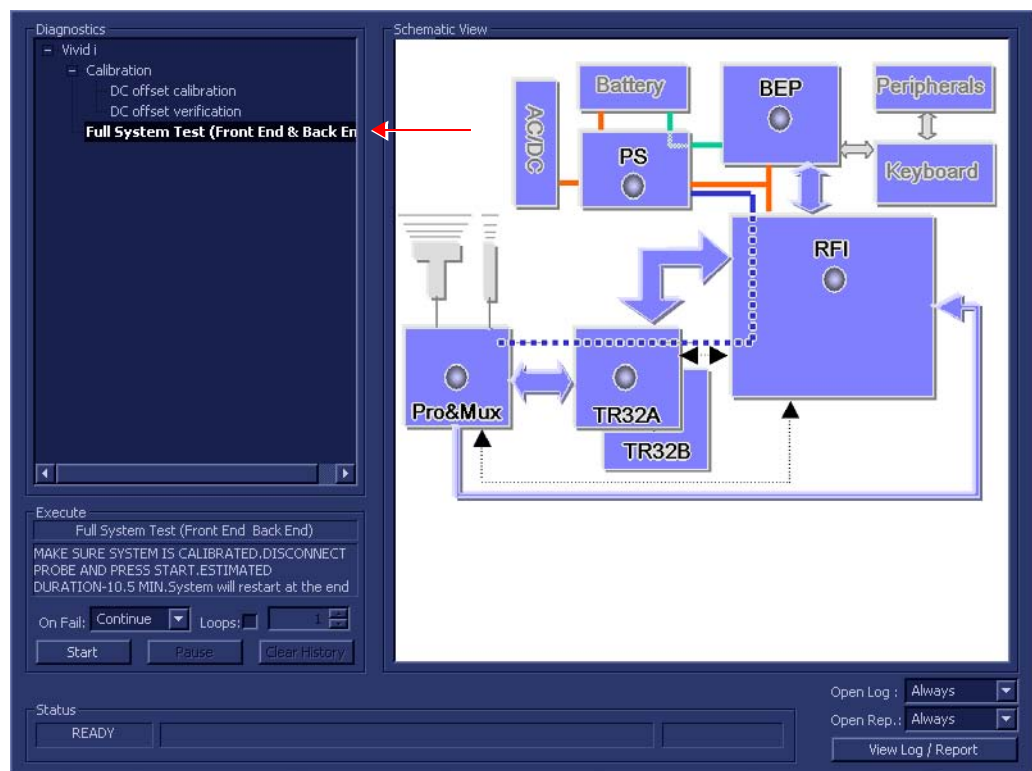 Diagnostics
Vivid i
Calibration
DC offset calibration
DC offset verification
Full System Test (Front End & Back En
Execute
Full System Test (Front End Back End)
MAKE SURE SYSTEM IS CALIBRATED.DISCONNECT
PROBE AND PRESS START.ESTIMATED
DURATION-10.5 MIN.System will restart at the end
On Fail: Continue Loops: 1
Start Pause Clear History
Schematic View
Battery
BEP
Peripherals
AC/DC
PS
Keyboard
RFI
Pro&Mux
TR32A
TR32B
Status
READY
Open Log : Always
Open Rep.: Always
View Log / Report